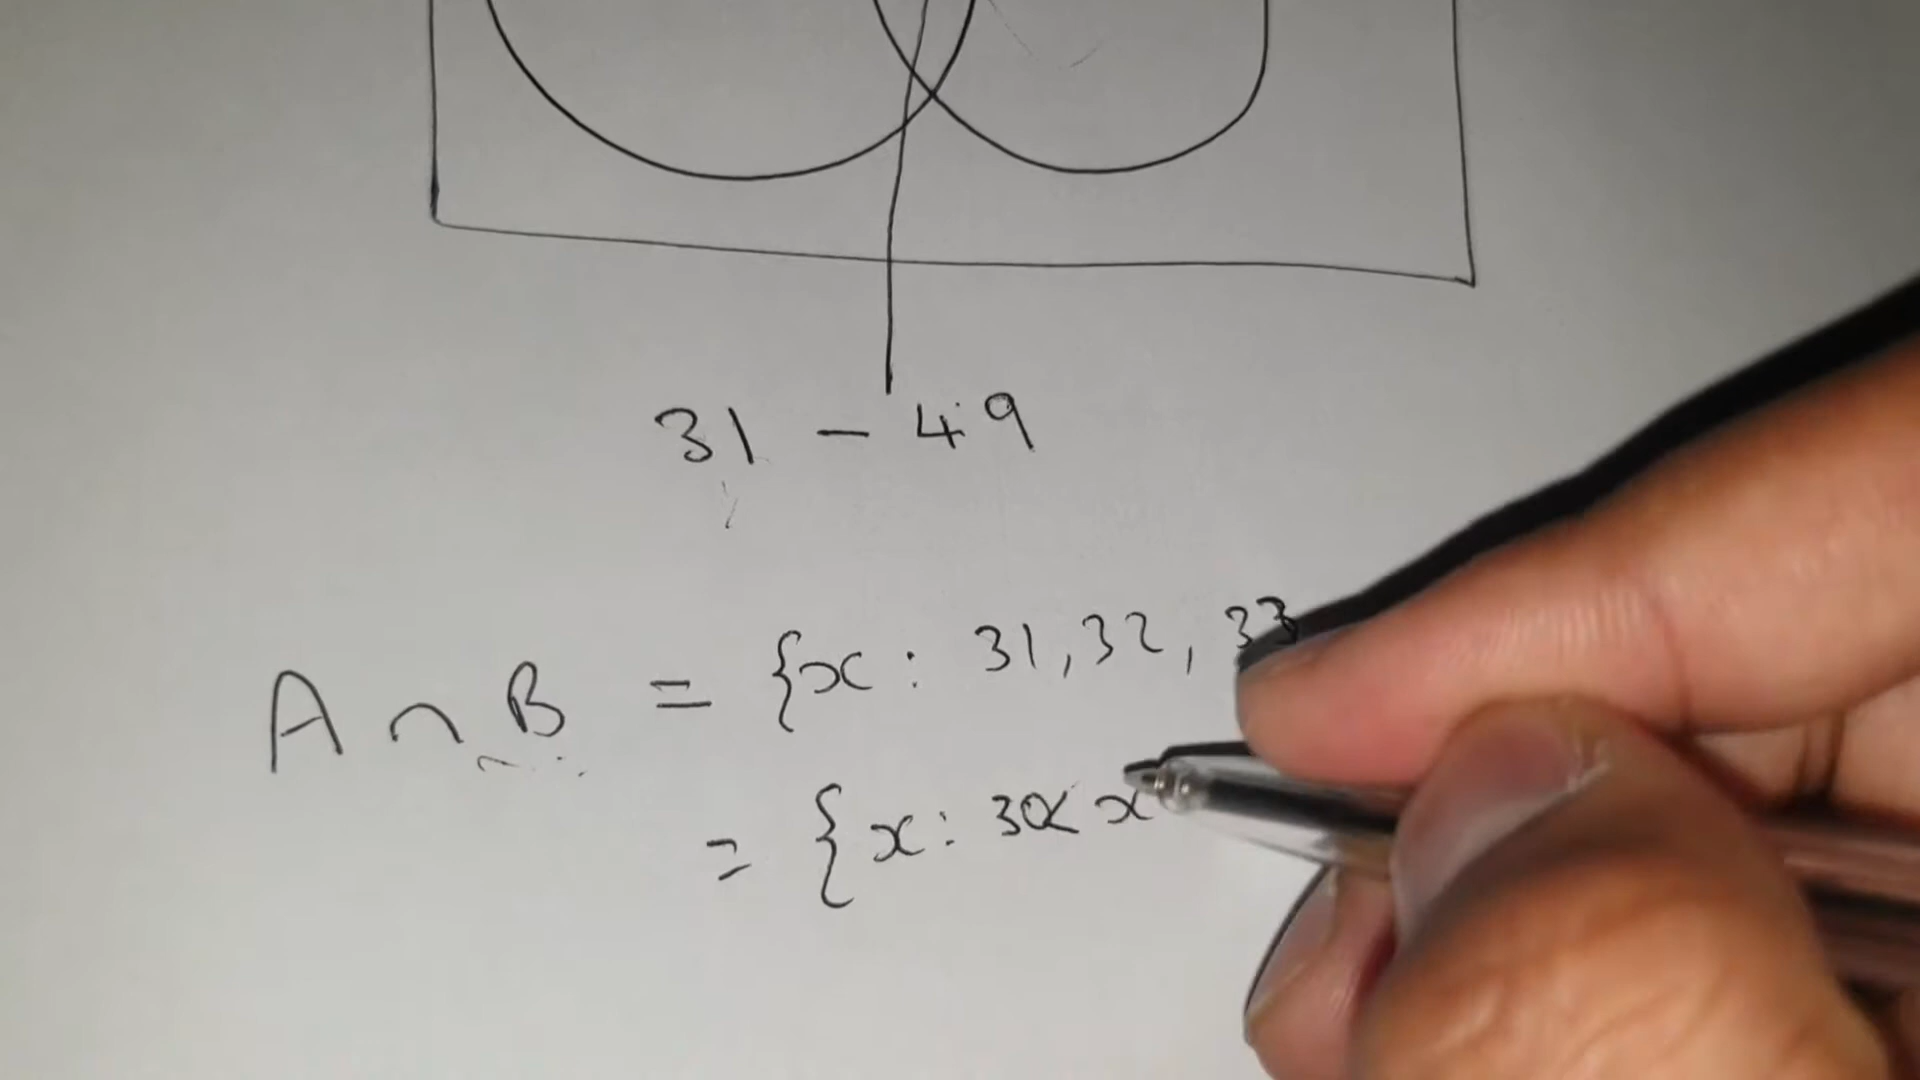 31 – 49
A ∩ B = {x : 31, 32, 33
= {x : 30< x